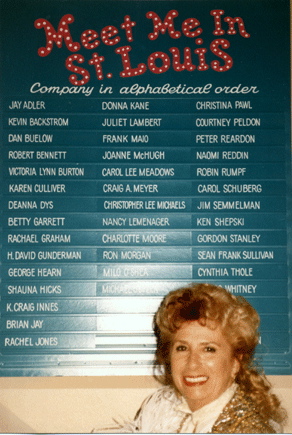 Meet Me In
St. Louis
Company in alphabetical order
JAY ADLER DONNA KANE CHRISTINA PAWL
KEVIN BACKSTROM JULIET LAMBERT COURTNEY PELDON
DAN BUELOW FRANK MAIO PETER REARDON
ROBERT BENNETT JOANNE McHUGH NAOMI REDDIN
VICTORIA LYNN BURTON CAROL LEE MEADOWS ROBIN RUMPF
KAREN CULLIVER CRAIG A. MEYER CAROL SCHUBERG
DEANNA DYS CHRISTOPHER LEE MICHAELS JIM SEMMELMAN
BETTY GARRETT NANCY LEMENAGER KEN SHEPSKI
RACHAEL GRAHAM CHARLOTTE MOORE GORDON STANLEY
H. DAVID GUNDERMAN RON MORGAN SEAN FRANK SULLIVAN
GEORGE HEARN MILO O'SHEA CYNTHIA THOLE
SHAUNA HICKS MICHAEL WHITNEY
K. CRAIG INNES
BRIAN JAY
RACHEL JONES